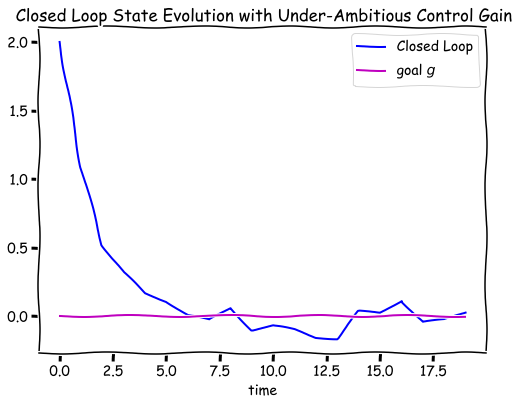 Closed Loop State Evolution with Under-Ambitious Control Gain
Closed Loop
goal g
2.0
1.5
1.0
0.5
0.0
0.0 2.5 5.0 7.5 10.0 12.5 15.0 17.5
time